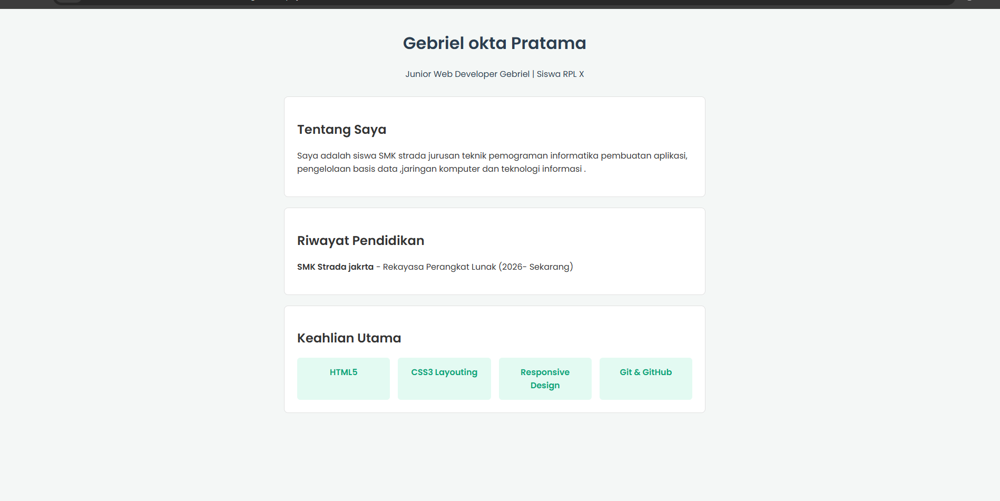 Gebriel okta Pratama
Junior Web Developer Gebriel | Siswa RPL X
Tentang Saya
Saya adalah siswa SMK strada jurusan teknik pemograman informatika pembuatan aplikasi,
pengelolaan basis data ,jaringan komputer dan teknologi informasi .
Riwayat Pendidikan
SMK Strada jakrta - Rekayasa Perangkat Lunak (2026- Sekarang)
Keahlian Utama
HTML5
CSS3 Layouting
Responsive
Design
Git & GitHub